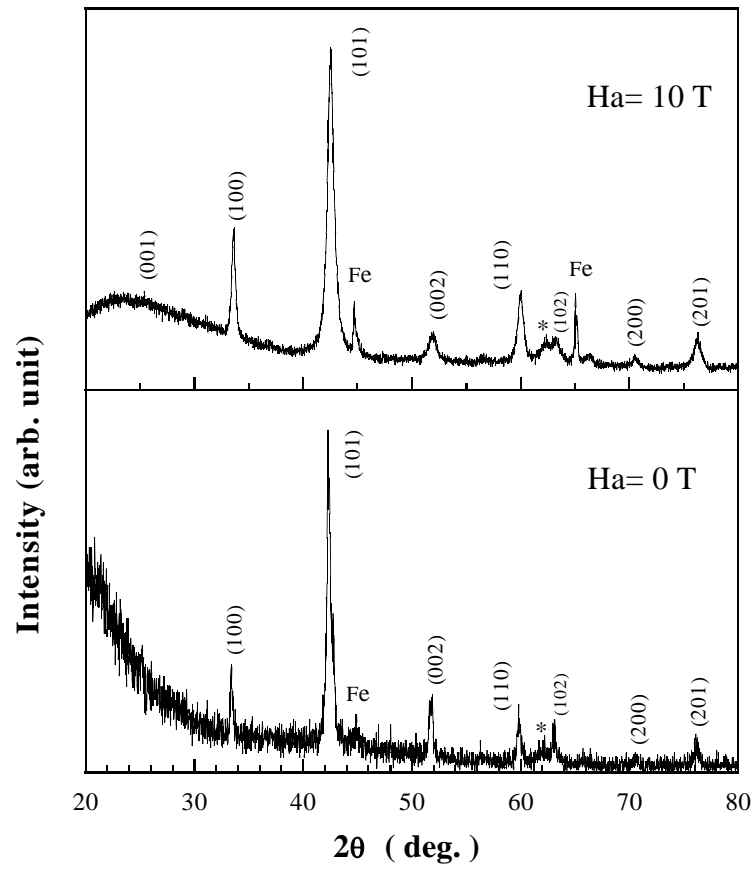 Ha= 10 T
(001)
(100)
(101)
Fe
(002)
(110)
*
(102)
Fe
(200)
(201)
Ha= 0 T
(100)
(101)
Fe
(002)
(110)
*
(102)
(200)
(201)
Intensity (arb. unit)
20 30 40 50 60 70 80
2θ ( deg. )